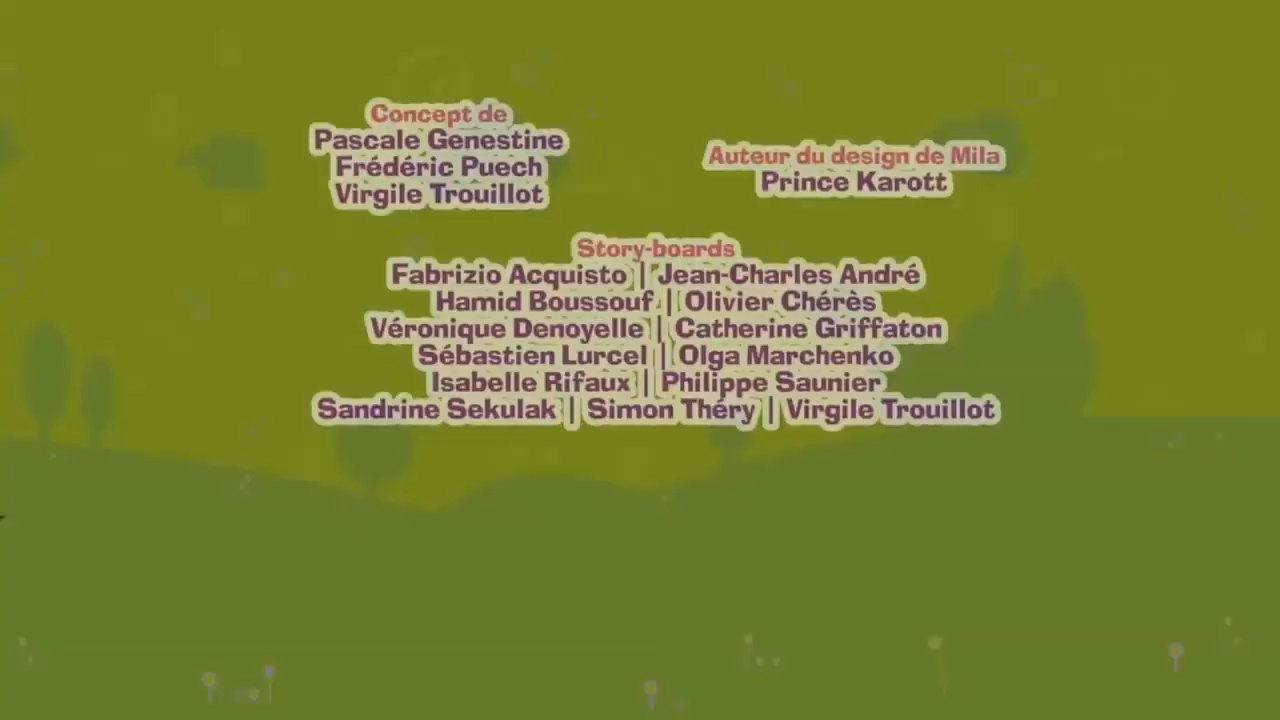 Concept de
Pascale Genestine
Frédéric Puech
Virgile Trouillot
Auteur du design de Mila
Prince Karott
Story-boards
Fabrizio Acquisto | Jean-Charles André
Hamid Boussouf | Olivier Chérès
Véronique Denoyelle | Catherine Griffaton
Sébastien Lurcel | Olga Marchenko
Isabelle Rifaux | Philippe Saunier
Sandrine Sekulak | Simon Théry | Virgile Trouillot